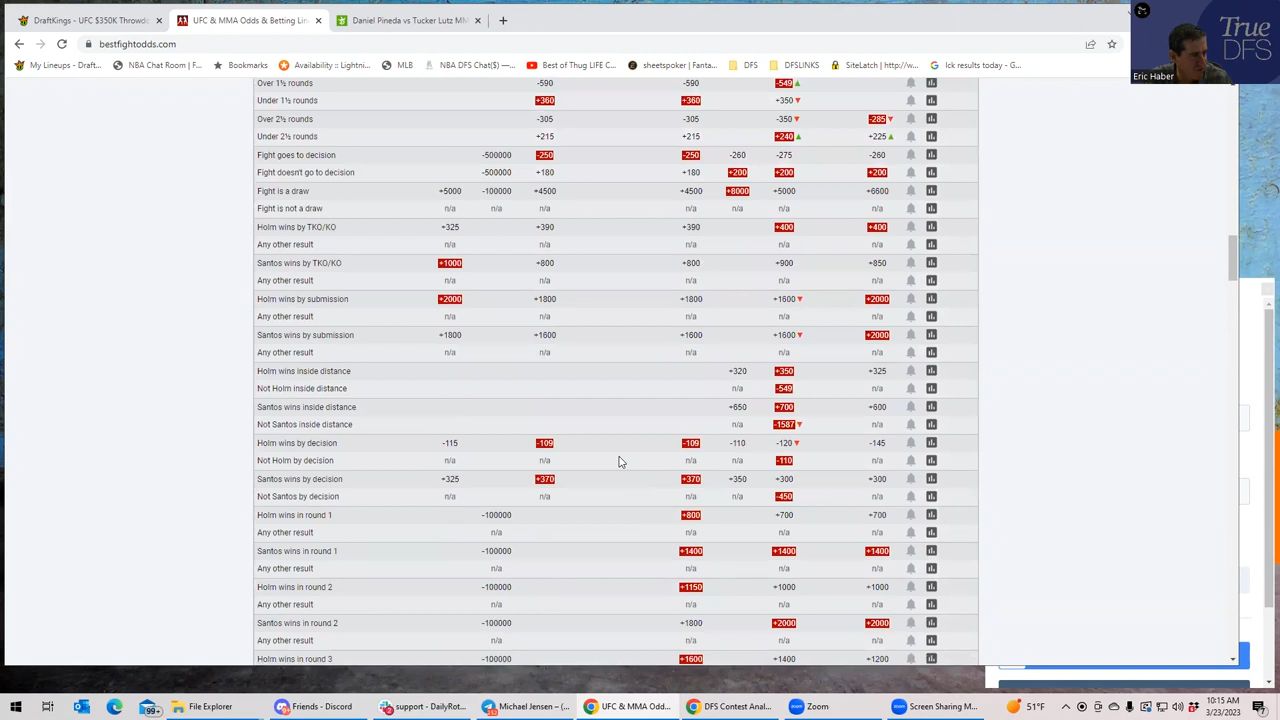 DraftKings - UFC $350K Throwdo
UFC & MMA Odds & Betting Line
Daniel Pineda vs Tucker Lutz MM
bestfightodds.com
My Lineups - Draft...
NBA Chat Room | F...
Bookmarks
Availability :: Lightni...
MLB
NBA DFS Chat($) —...
Best of Thug LIFE C...
sheetspoker | Fanta...
DFS
DFSLINKS
SiteLatch | http://w...
lck results today - G...
True
DFS
Eric Haber
Over 1½ rounds -590 -590 -549▲
Under 1½ rounds +360 +360 +350▼
Over 2½ rounds -305 -305 -350▼ -285▼
Under 2½ rounds +215 +215 +240▲ +225▲
Fight goes to decision -500000 -250 -250 -260 -275 -260
Fight doesn't go to decision -500000 +180 +180 +200 +200 +200
Fight is a draw +5000 -100000 +4500 +4500 +8000 +5000 +6600
Fight is not a draw n/a n/a n/a n/a n/a n/a n/a
Holm wins by TKO/KO +325 +390 +390 +400 +400
Any other result n/a n/a n/a n/a n/a
Santos wins by TKO/KO +1000 +800 +800 +900 +850
Any other result n/a n/a n/a n/a n/a
Holm wins by submission +2000 +1800 +1800 +1600▼ +2000
Any other result n/a n/a n/a n/a n/a
Santos wins by submission +1800 +1600 +1600 +1600▼ +2000
Any other result n/a n/a n/a n/a n/a
Holm wins inside distance +320 +350 +325
Not Holm inside distance n/a -549 n/a
Santos wins inside distance +650 +700 +600
Not Santos inside distance n/a -1587▼ n/a
Holm wins by decision -115 -109 -109 -110 -120▼ -145
Not Holm by decision n/a n/a n/a n/a -110 n/a
Santos wins by decision +325 +370 +370 +350 +300 +300
Not Santos by decision n/a n/a n/a n/a -450 n/a
Holm wins in round 1 -100000 +800 +700 +700
Any other result n/a n/a n/a n/a
Santos wins in round 1 -100000 +1400 +1400 +1400
Any other result n/a n/a n/a n/a
Holm wins in round 2 -100000 +1150 +1000 +1000
Any other result n/a n/a n/a n/a
Santos wins in round 2 -100000 +1800 +2000 +2000
Any other result n/a n/a n/a n/a
Holm wins in round 3 -100000 +1600 +1400 +1200
99+
File Explorer
Friends - Discord
support - DailyRot...
Michael Jensen – (...
UFC & MMA Odd...
DFS Contest Analy...
Zoom
Screen Sharing M...
51°F
10:15 AM
3/23/2023